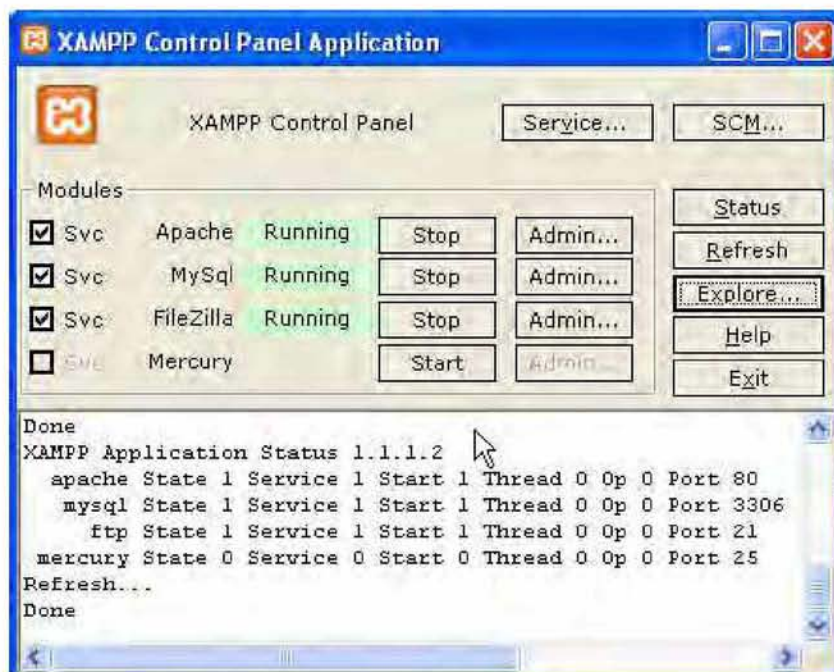 XAMPP Control Panel Application
XAMPP Control Panel Service... SCM...
Modules
Svc Apache Running Stop Admin...
Svc MySql Running Stop Admin...
Svc FileZilla Running Stop Admin...
Svc Mercury Start Admin...
Status
Refresh
Explore...
Help
Exit
Done
XAMPP Application Status 1.1.1.2
apache State 1 Service 1 Start 1 Thread 0 Op 0 Port 80
mysql State 1 Service 1 Start 1 Thread 0 Op 0 Port 3306
ftp State 1 Service 1 Start 1 Thread 0 Op 0 Port 21
mercury State 0 Service 0 Start 0 Thread 0 Op 0 Port 25
Refresh...
Done